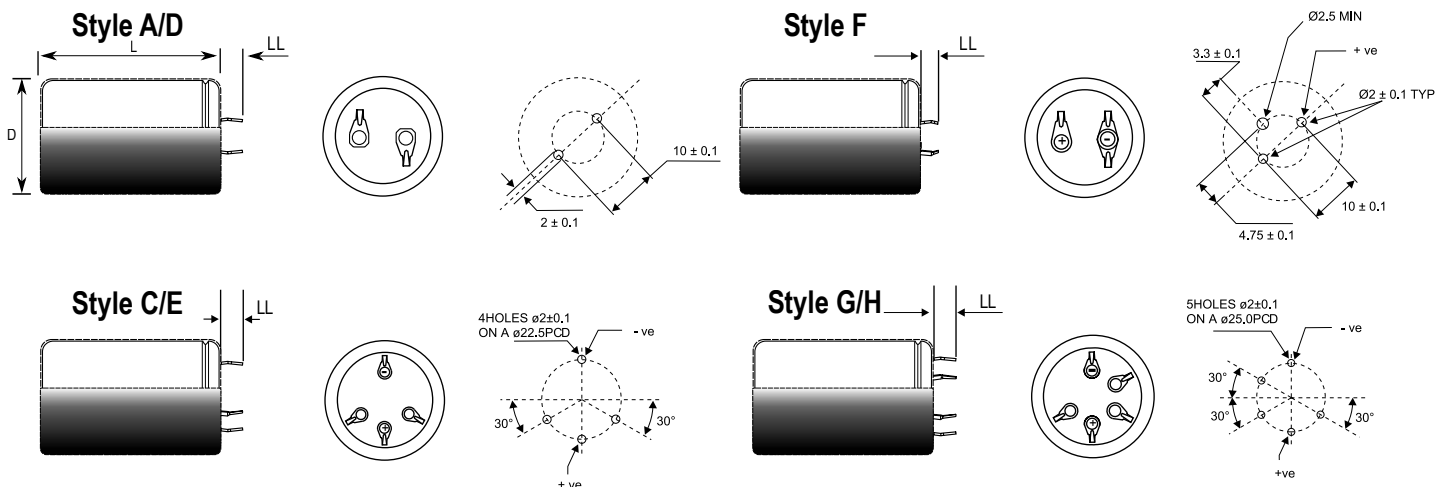 Style A/D
L
LL
D
10 ± 0.1
2 ± 0.1
Style F
LL
Ø2.5 MIN
3.3 ± 0.1
+ ve
Ø2 ± 0.1 TYP
+
-
10 ± 0.1
4.75 ± 0.1
Style C/E
LL
-
+
4HOLES ø2±0.1
ON A ø22.5PCD
- ve
30°
30°
+ ve
Style G/H
LL
-
+
5HOLES ø2±0.1
ON A ø25.0PCD
- ve
30°
30°
30°
+ve